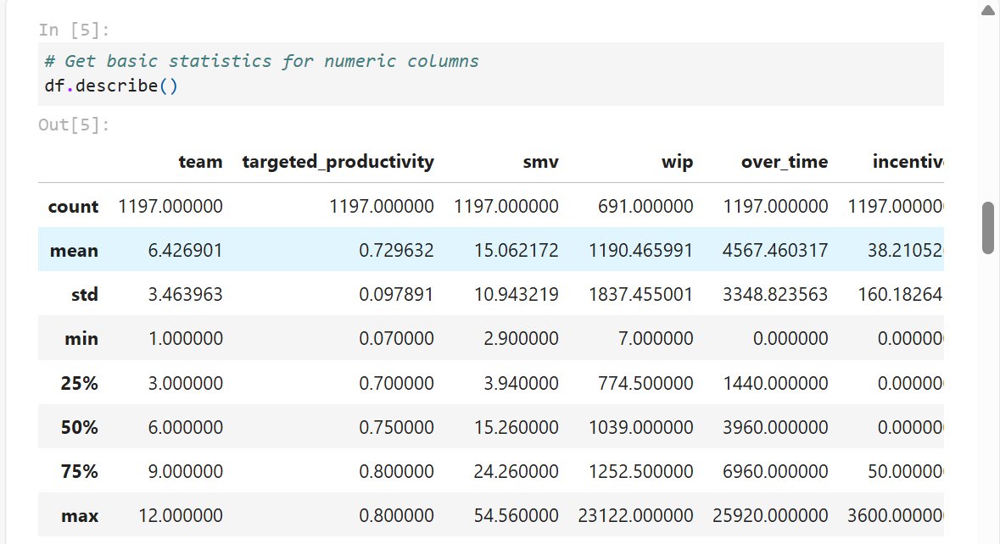 In [5]:
# Get basic statistics for numeric columns
df.describe()
Out[5]:
team targeted_productivity smv wip over_time incentiv
count 1197.000000 1197.000000 1197.000000 691.000000 1197.000000 1197.00000
mean 6.426901 0.729632 15.062172 1190.465991 4567.460317 38.21052
std 3.463963 0.097891 10.943219 1837.455001 3348.823563 160.18264
min 1.000000 0.070000 2.900000 7.000000 0.000000 0.00000
25% 3.000000 0.700000 3.940000 774.500000 1440.000000 0.00000
50% 6.000000 0.750000 15.260000 1039.000000 3960.000000 0.00000
75% 9.000000 0.800000 24.260000 1252.500000 6960.000000 50.00000
max 12.000000 0.800000 54.560000 23122.000000 25920.000000 3600.00000